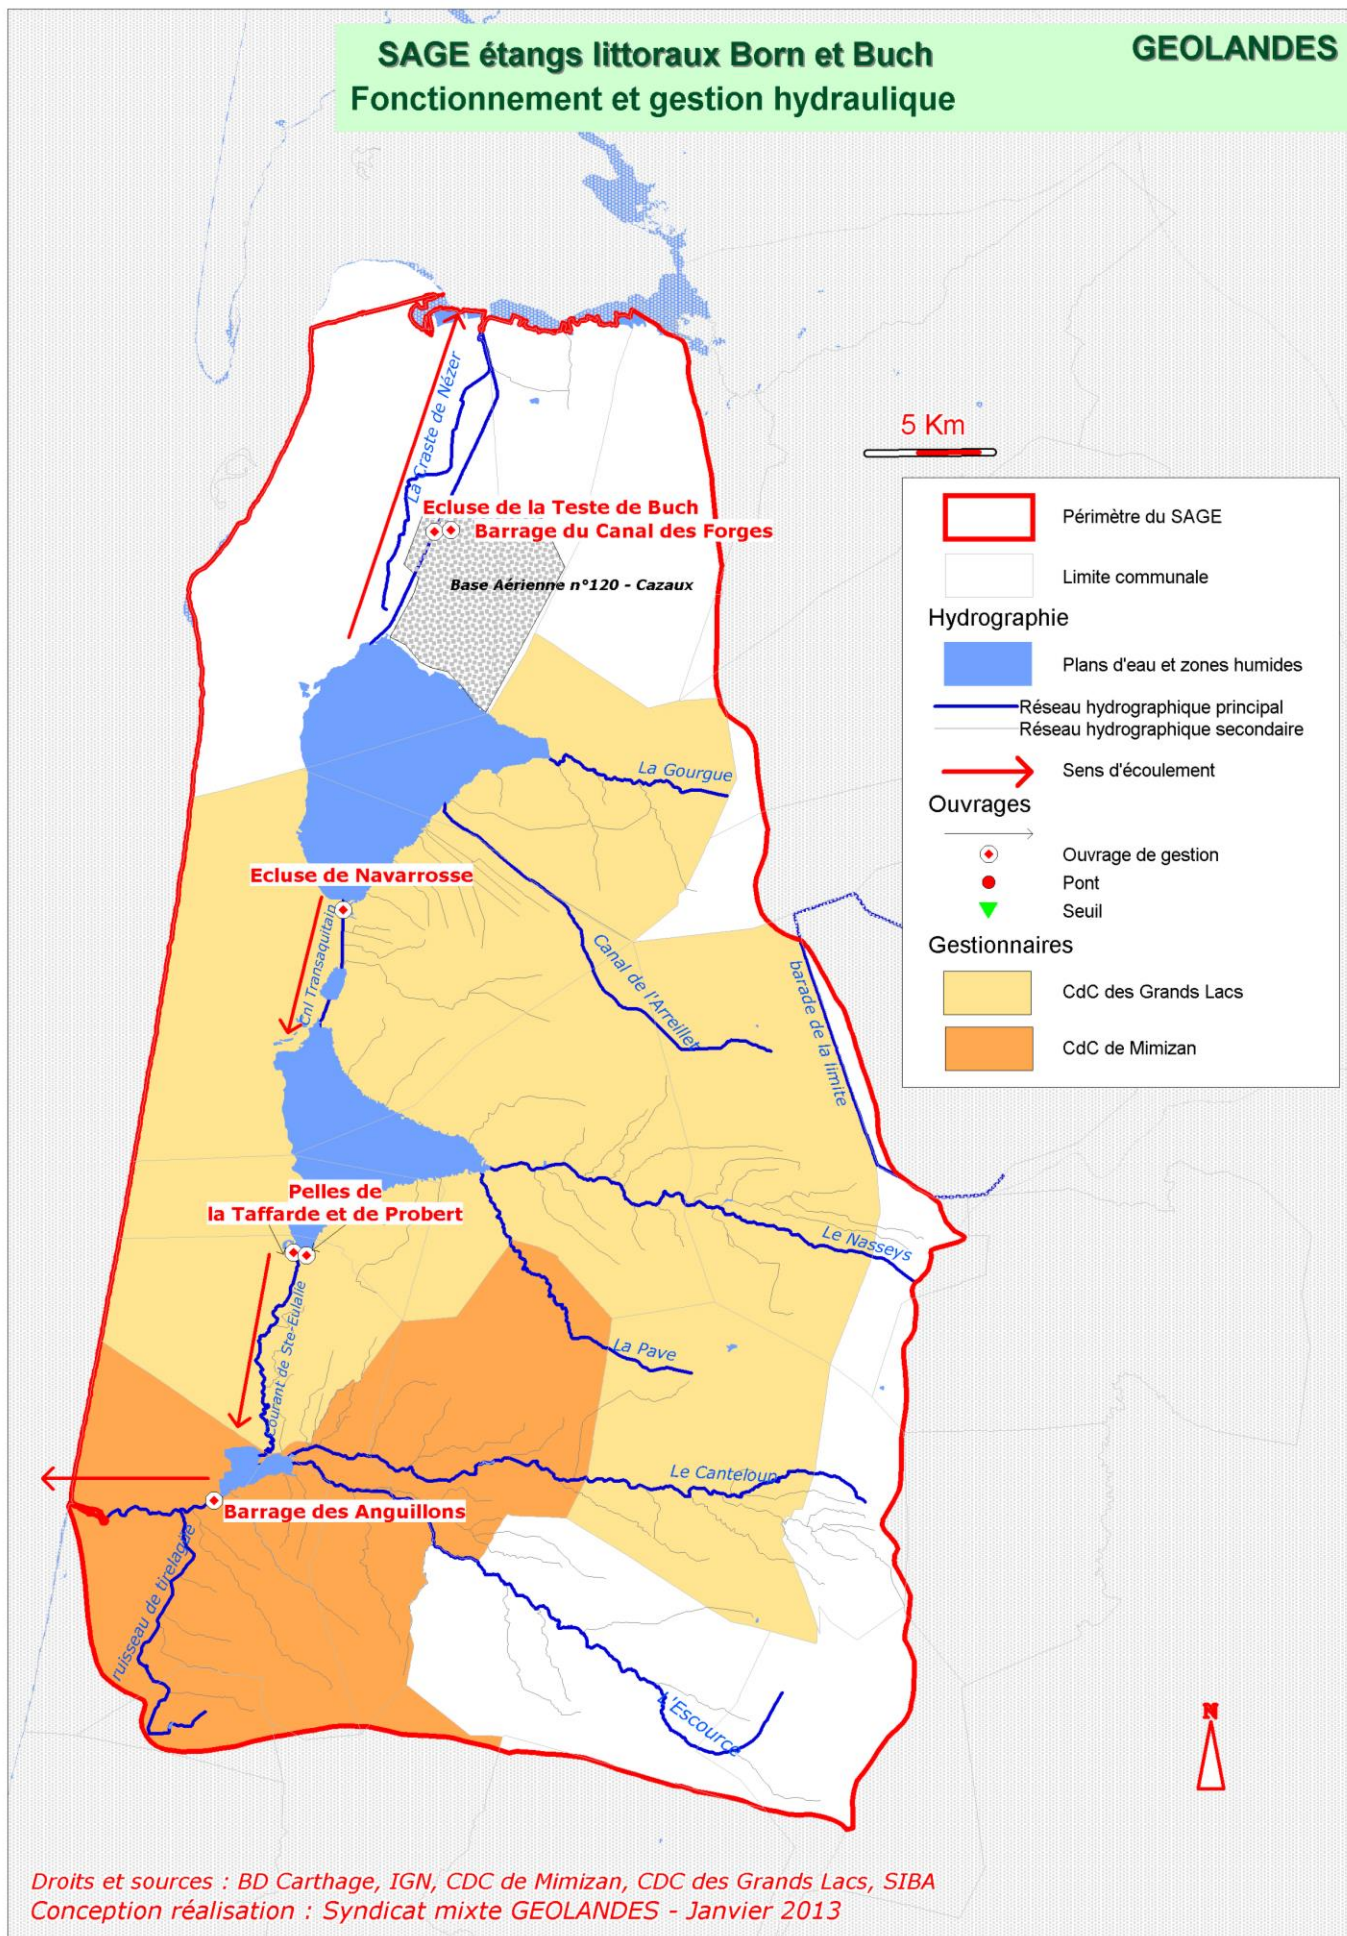 SAGE étangs littoraux Born et Buch
GEOLANDES
Fonctionnement et gestion hydraulique
La Craste de Nézer
5 Km
Ecluse de la Teste de Buch
Barrage du Canal des Forges
Base Aérienne n°120 - Cazaux
Périmètre du SAGE
Limite communale
Hydrographie
Plans d'eau et zones humides
Réseau hydrographique principal
Réseau hydrographique secondaire
Sens d'écoulement
Ouvrages
Ouvrage de gestion
Pont
Seuil
Gestionnaires
CdC des Grands Lacs
CdC de Mimizan
La Gourgue
Ecluse de Navarrosse
Cnl Transaquitain
Canal de l'Arreillet
barade de la limite
Pelles de
la Taffarde et de Probert
Le Nasseys
Courant de Ste-Eulalie
La Pave
Le Canteloup
Barrage des Anguillons
ruisseau de tirelague
L'Escource
N
Droits et sources : BD Carthage, IGN, CDC de Mimizan, CDC des Grands Lacs, SIBA
Conception réalisation : Syndicat mixte GEOLANDES - Janvier 2013